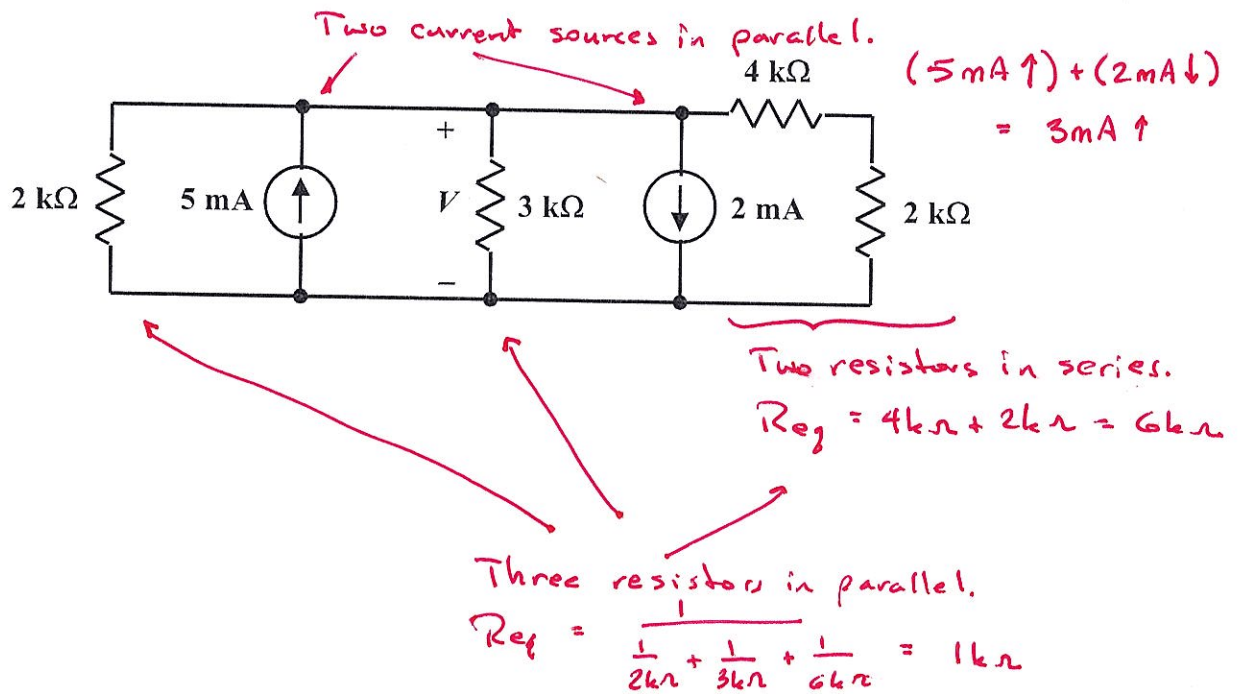 Two current sources in parallel.
(5mA ↑) + (2mA ↓)
= 3mA ↑
4 kΩ
+
2 kΩ
5 mA
V
3 kΩ
2 mA
2 kΩ
–
Two resistors in series.
Req = 4kΩ + 2kΩ = 6kΩ
Three resistors in parallel.
Req = 1 / (1/2kΩ + 1/3kΩ + 1/6kΩ) = 1kΩ